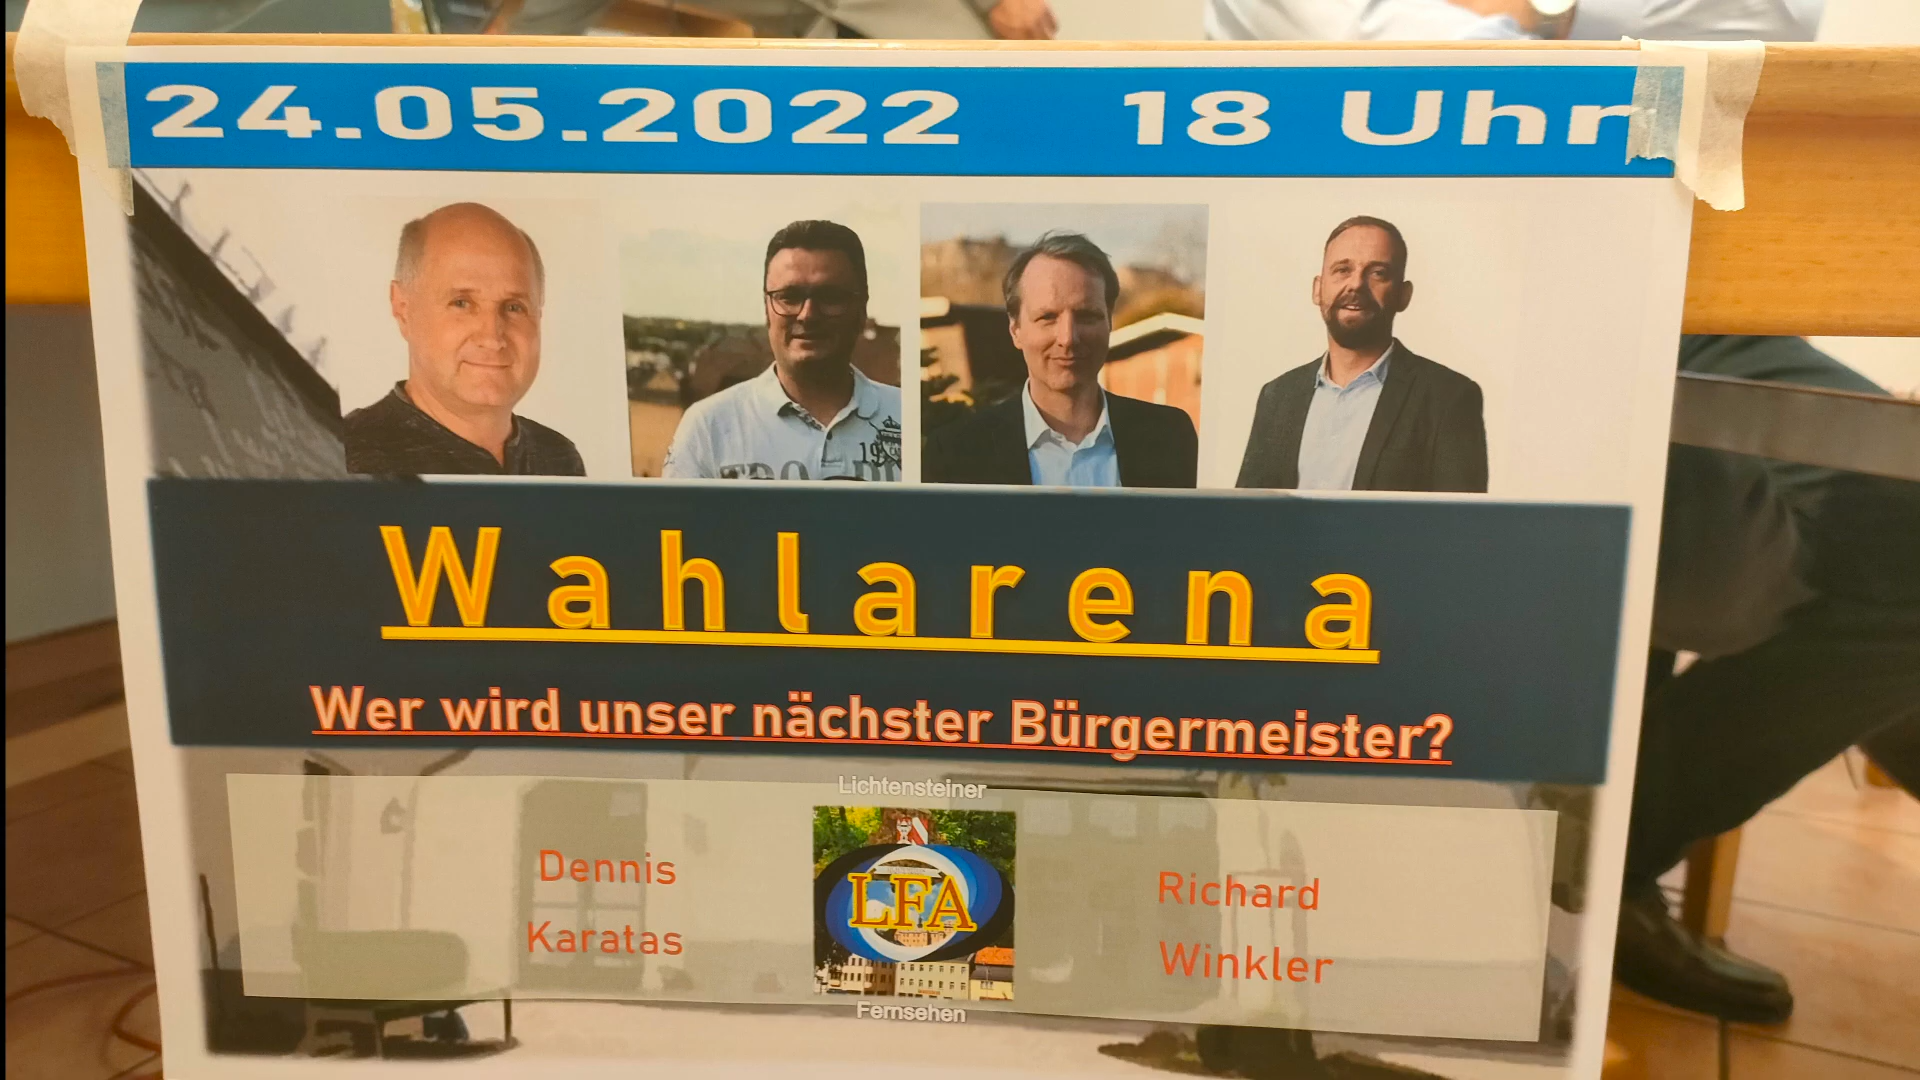 24.05.2022 18 Uhr
Wahlarena
Wer wird unser nächster Bürgermeister?
Lichtensteiner
LFA
Fernsehen
Dennis
Karatas
Richard
Winkler